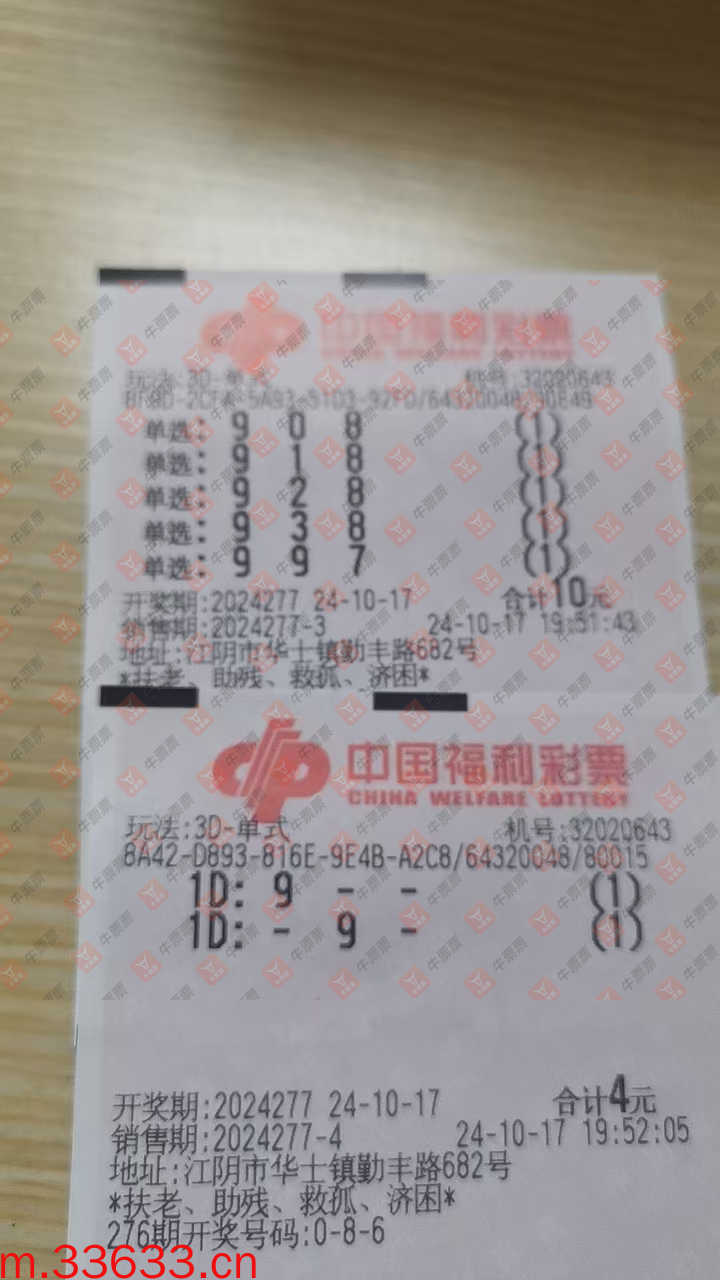 中国福利彩票
CHINA WELFARE LOTTERY
玩法:3D-单式 机号:32020643
单选: 9 0 8 (1)
单选: 9 1 8 (1)
单选: 9 2 8 (1)
单选: 9 3 8 (1)
单选: 9 9 7 (1)
开奖期:2024277 24-10-17 合计10元
销售期:2024277-3 24-10-17 19:51:43
地址:江阴市华士镇勤丰路682号
*扶老、助残、救孤、济困*
中国福利彩票
CHINA WELFARE LOTTERY
玩法:3D-单式 机号:32020643
8A42-D893-816E-9E4B-A2C8/64320048/80015
1D: 9 - - (1)
1D: - 9 - (1)
开奖期:2024277 24-10-17 合计4元
销售期:2024277-4 24-10-17 19:52:05
地址:江阴市华士镇勤丰路682号
*扶老、助残、救孤、济困*
276期开奖号码:0-8-6
m.33633.cn